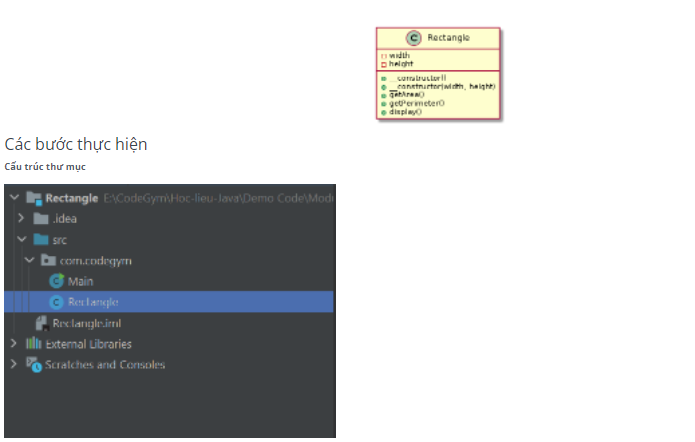 Rectangle
width
height
__constructor()
__constructor(width, height)
getArea()
getPerimeter()
display()
Các bước thực hiện
Cấu trúc thư mục
Rectangle E:\CodeGym\Hoc-lieu-Java\Demo Code\Modu
.idea
src
com.codegym
Main
Rectangle
Rectangle.iml
External Libraries
Scratches and Consoles